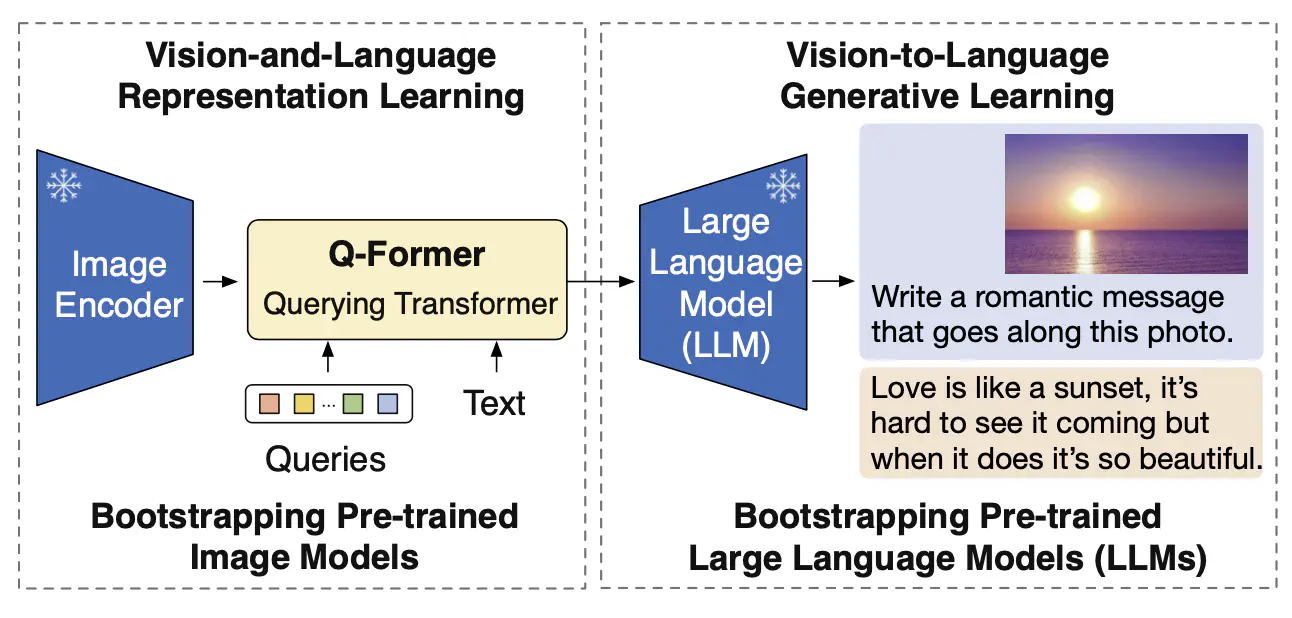 Vision-and-Language
Representation Learning
Image
Encoder
Q-Former
Querying Transformer
...
Queries
Text
Bootstrapping Pre-trained
Image Models
Vision-to-Language
Generative Learning
Large
Language
Model
(LLM)
Write a romantic message
that goes along this photo.
Love is like a sunset, it's
hard to see it coming but
when it does it's so beautiful.
Bootstrapping Pre-trained
Large Language Models (LLMs)